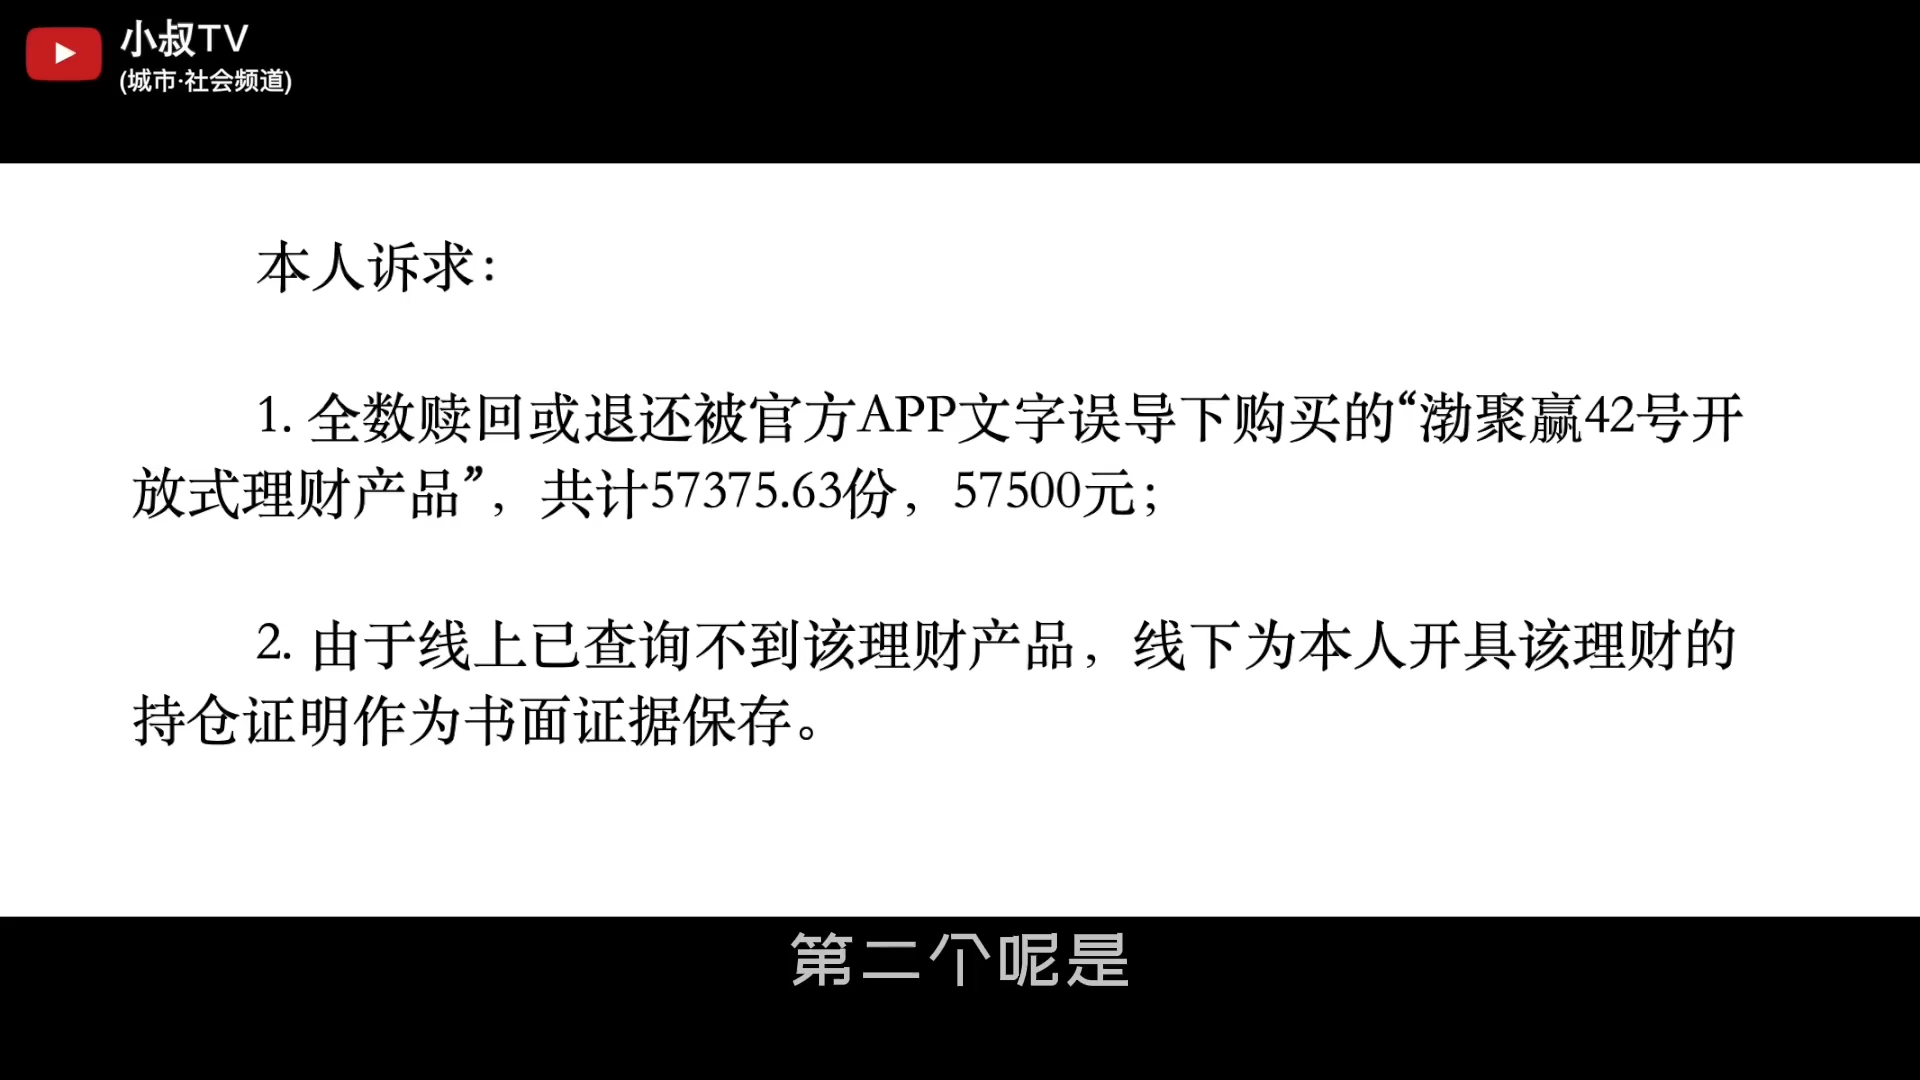 小叔TV
(城市·社会频道)
本人诉求：
1. 全数赎回或退还被官方APP文字误导下购买的“渤聚赢42号开
放式理财产品”，共计57375.63份，57500元；
2. 由于线上已查询不到该理财产品，线下为本人开具该理财的
持仓证明作为书面证据保存。
第二个呢是